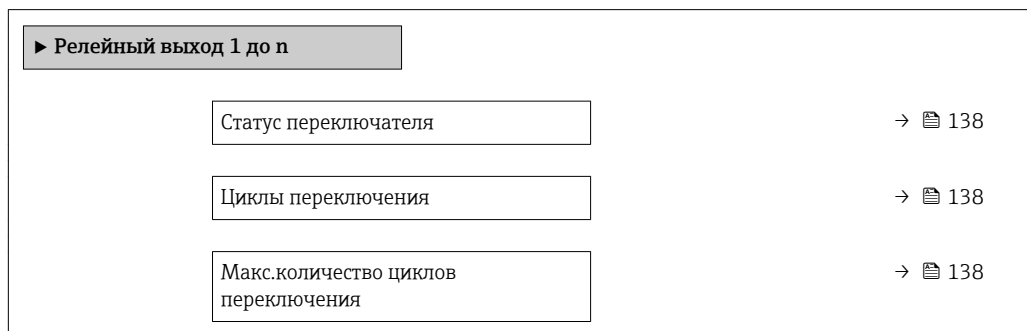 ▶ Релейный выход 1 до n
Статус переключателя → 🖹 138
Циклы переключения → 🖹 138
Макс.количество циклов → 🖹 138
переключения